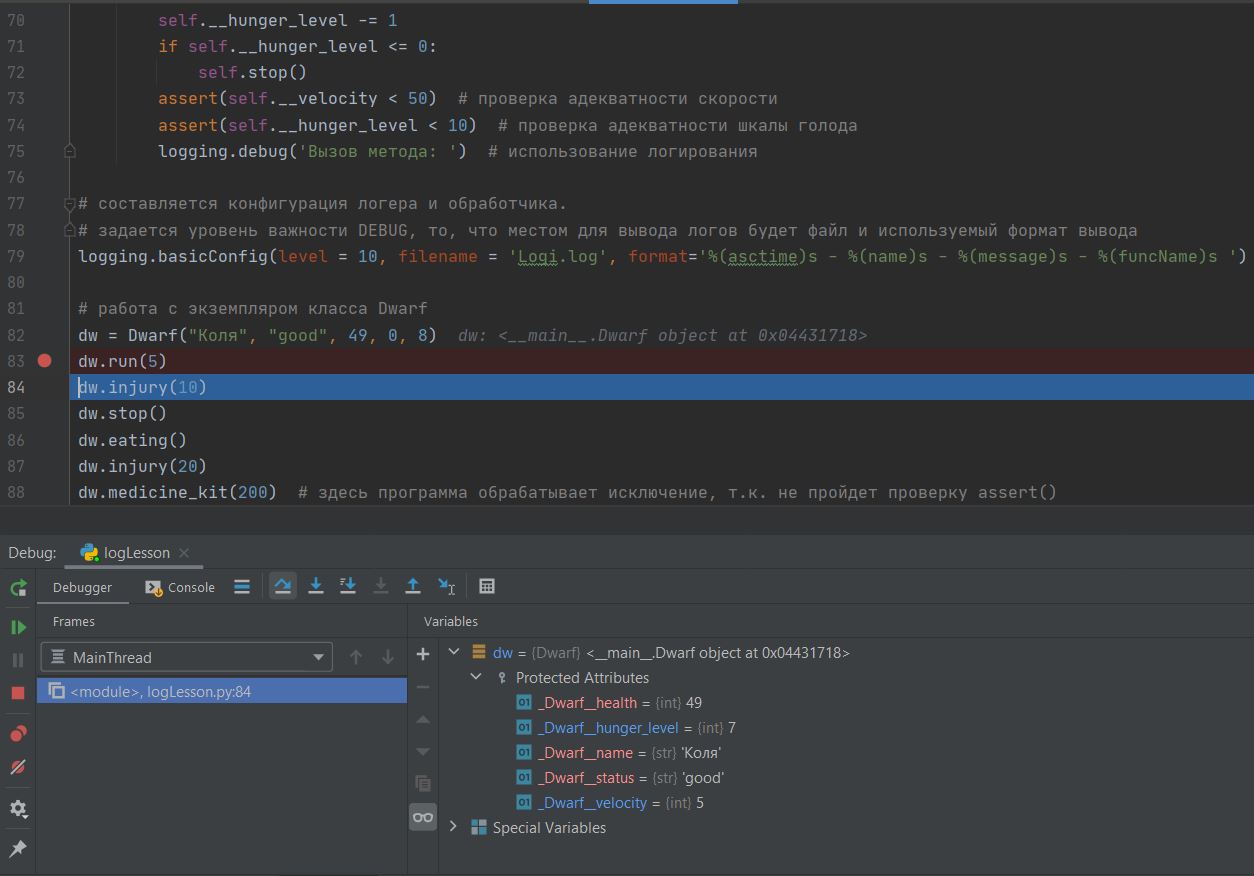 70 self.__hunger_level -= 1
71 if self.__hunger_level <= 0:
72 self.stop()
73 assert(self.__velocity < 50)  # проверка адекватности скорости
74 assert(self.__hunger_level < 10)  # проверка адекватности шкалы голода
75 logging.debug('Вызов метода: ')  # использование логирования
76
77 # составляется конфигурация логера и обработчика.
78 # задается уровень важности DEBUG, то, что местом для вывода логов будет файл и используемый формат вывода
79 logging.basicConfig(level = 10, filename = 'Logi.log', format='%(asctime)s - %(name)s - %(message)s - %(funcName)s ')
80
81 # работа с экземпляром класса Dwarf
82 dw = Dwarf("Коля", "good", 49, 0, 8)  dw: <__main__.Dwarf object at 0x04431718>
83 dw.run(5)
84 dw.injury(10)
85 dw.stop()
86 dw.eating()
87 dw.injury(20)
88 dw.medicine_kit(200)  # здесь программа обрабатывает исключение, т.к. не пройдет проверку assert()
Debug: logLesson
Debugger Console
Frames Variables
MainThread
<module>, logLesson.py:84
dw = {Dwarf} <__main__.Dwarf object at 0x04431718>
Protected Attributes
01 _Dwarf__health = {int} 49
01 _Dwarf__hunger_level = {int} 7
01 _Dwarf__name = {str} 'Коля'
01 _Dwarf__status = {str} 'good'
01 _Dwarf__velocity = {int} 5
Special Variables